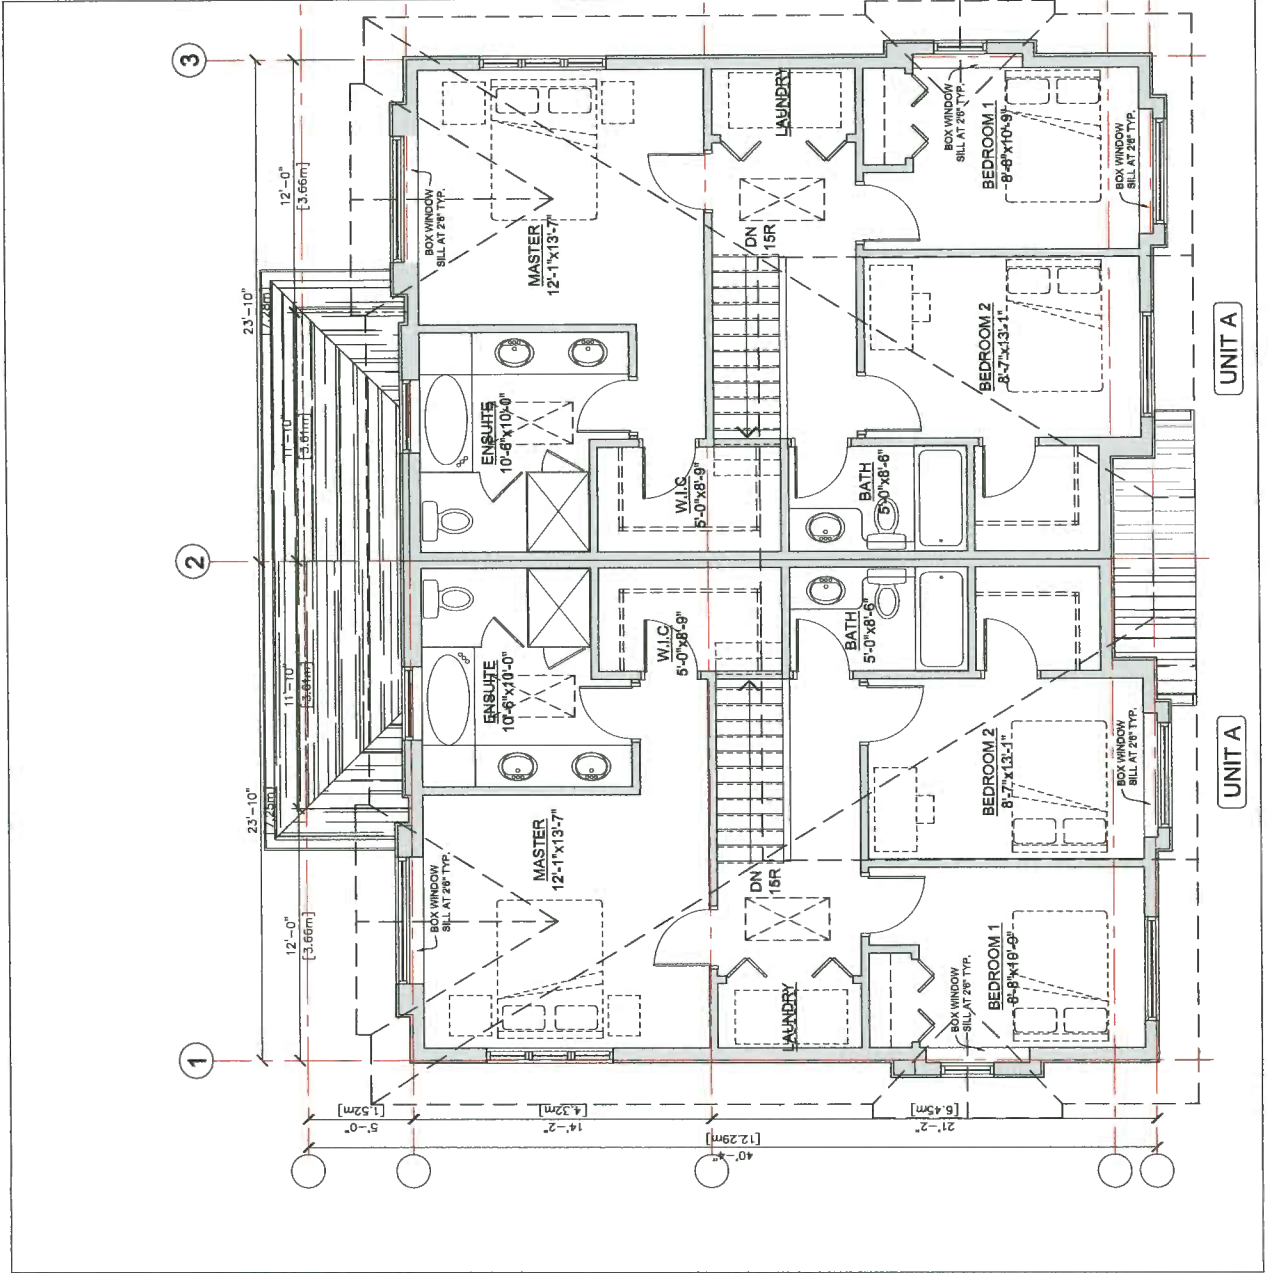 3
2
1
12'-0"
[3.66m]
23'-10"
7.28m
11'-10"
[3.61m]
11'-10"
[3.61m]
23'-10"
7.25m
12'-0"
[3.66m]
BOX WINDOW
SILL AT 2'6" TYP.
MASTER
12'-1"x13'-7"
ENSUITE
10'-6"x10'-0"
W.I.C
5'-0"x8'-9"
LAUNDRY
DN
15R
BATH
5'-0"x8'-6"
BEDROOM 1
8'-8"x10'-9"
BOX WINDOW
SILL AT 2'6" TYP.
BOX WINDOW
SILL AT 2'6" TYP.
BEDROOM 2
8'-7"x13'-1"
UNIT A
ENSUITE
10'-6"x10'-0"
W.I.C
5'-0"x8'-9"
BATH
5'-0"x8'-6"
MASTER
12'-1"x13'-7"
BOX WINDOW
SILL AT 2'6" TYP.
DN
15R
LAUNDRY
BEDROOM 2
8'-7"x13'-1"
BOX WINDOW
SILL AT 2'6" TYP.
BEDROOM 1
8'-8"x10'-9"
BOX WINDOW
SILL AT 2'6" TYP.
UNIT A
5'-0"
[1.52m]
14'-2"
[4.32m]
21'-2"
[6.45m]
40'-4"
[12.29m]